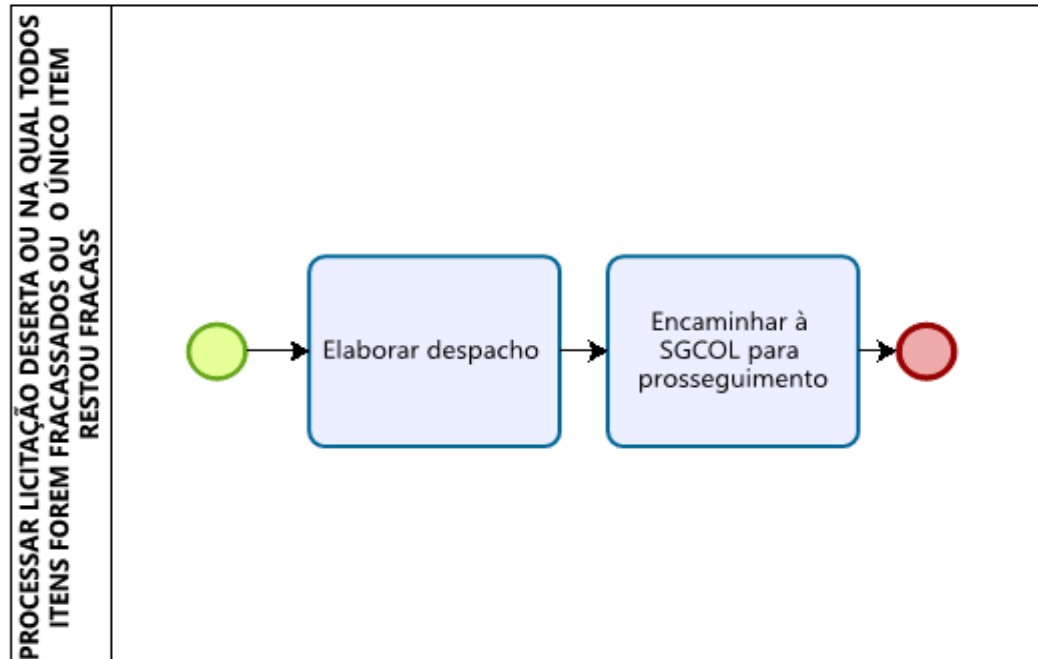 PROCESSAR LICITAÇÃO DESERTA OU NA QUAL TODOS
ITENS FOREM FRACASSADOS OU O ÚNICO ITEM
RESTOU FRACASS
Elaborar despacho
Encaminhar à
SGCOL para
prosseguimento